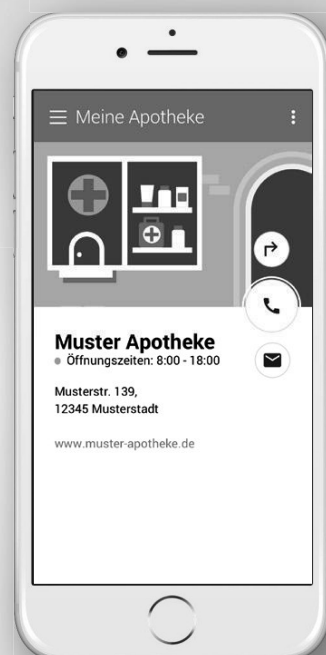 Meine Apotheke
Muster Apotheke
Öffnungszeiten: 8:00 - 18:00
Musterstr. 139,
12345 Musterstadt
www.muster-apotheke.de